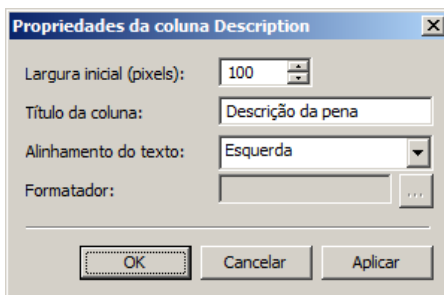 Propriedades da coluna Description
Largura inicial (pixels): 100
Título da coluna: Descrição da pena
Alinhamento do texto: Esquerda
Formatador: ...
OK Cancelar Aplicar